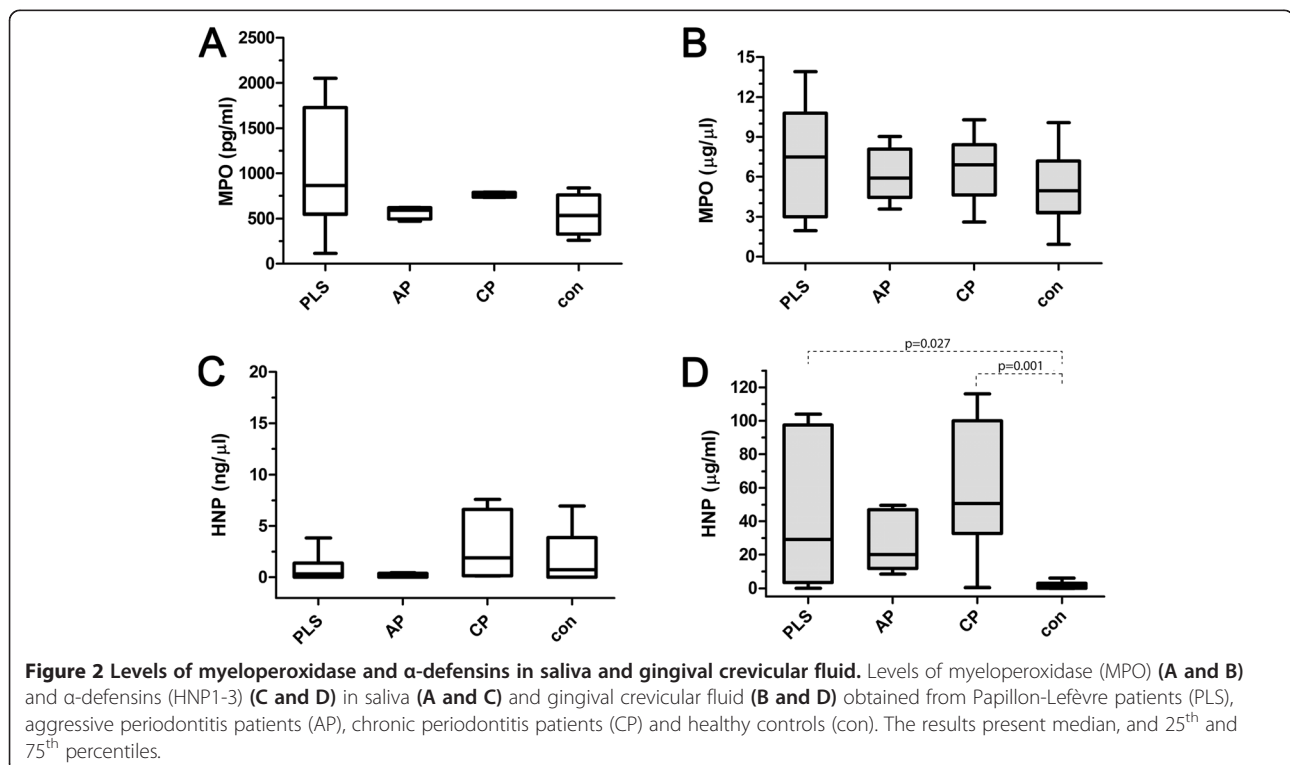 A
2500
2000
1500
1000
500
0
MPO (pg/ml)
PLS AP CP con
B
15
12
9
6
3
0
MPO (µg/µl)
PLS AP CP con
C
20
15
10
5
0
HNP (ng/µl)
PLS AP CP con
D
p=0.027
p=0.001
120
100
80
60
40
20
0
HNP (µg/ml)
PLS AP CP con
Figure 2 Levels of myeloperoxidase and α-defensins in saliva and gingival crevicular fluid. Levels of myeloperoxidase (MPO) (A and B)
and α-defensins (HNP1-3) (C and D) in saliva (A and C) and gingival crevicular fluid (B and D) obtained from Papillon-Lefèvre patients (PLS),
aggressive periodontitis patients (AP), chronic periodontitis patients (CP) and healthy controls (con). The results present median, and 25th and
75th percentiles.